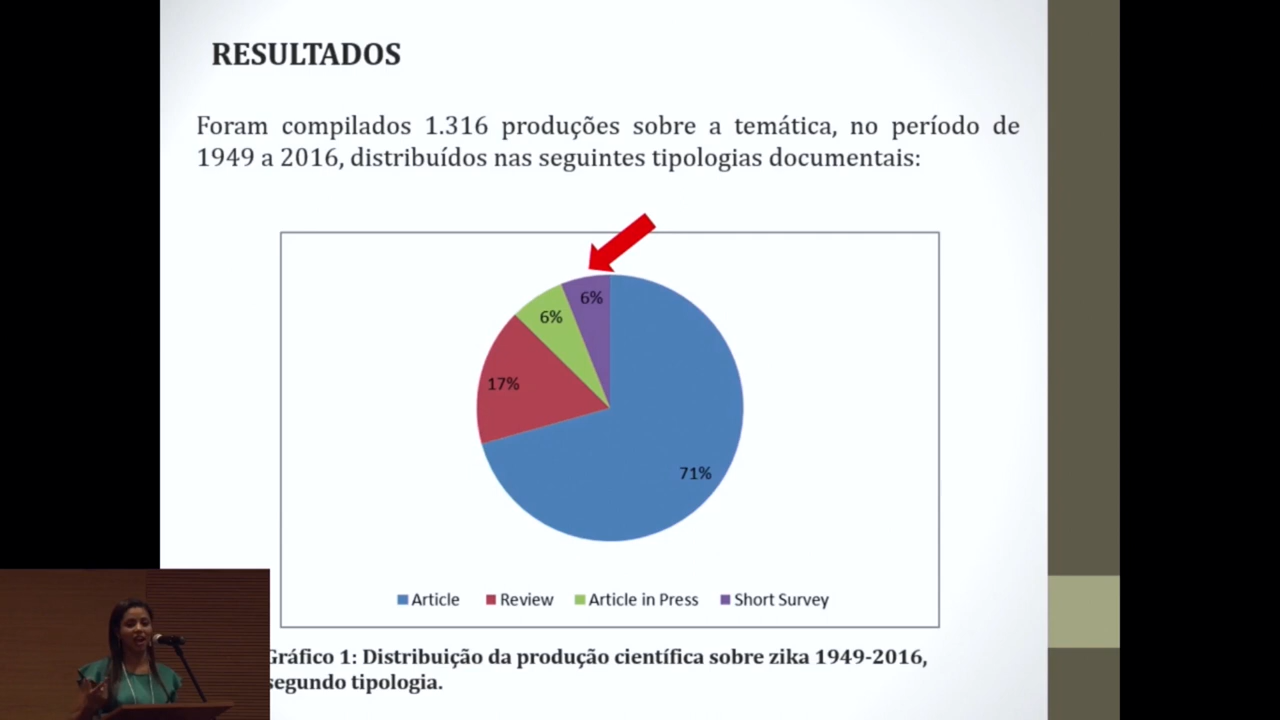 RESULTADOS
Foram compilados 1.316 produções sobre a temática, no período de
1949 a 2016, distribuídos nas seguintes tipologias documentais:
6%
6%
17%
71%
Article Review Article in Press Short Survey
Gráfico 1: Distribuição da produção científica sobre zika 1949-2016,
segundo tipologia.